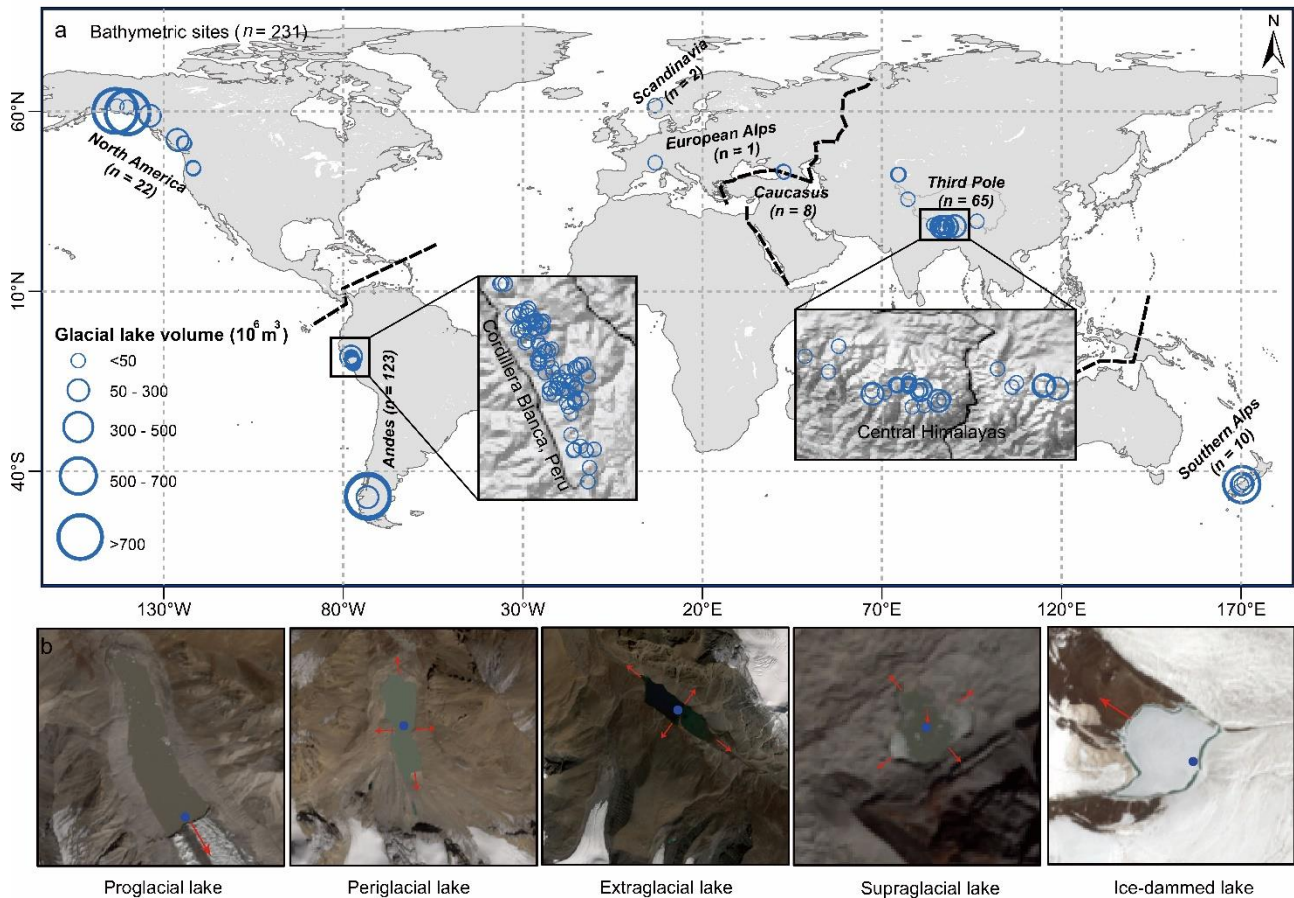 a Bathymetric sites (n = 231)
N
60°N
10°N
40°S
North America
(n = 22)
Scandinavia
(n = 2)
European Alps
(n = 1)
Caucasus
(n = 8)
Third Pole
(n = 65)
Andes (n = 123)
Cordillera Blanca, Peru
Central Himalayas
Southern Alps
(n = 10)
Glacial lake volume (10⁶ m³)
<50
50 - 300
300 - 500
500 - 700
>700
130°W 80°W 30°W 20°E 70°E 120°E 170°E
b
Proglacial lake Periglacial lake Extraglacial lake Supraglacial lake Ice-dammed lake